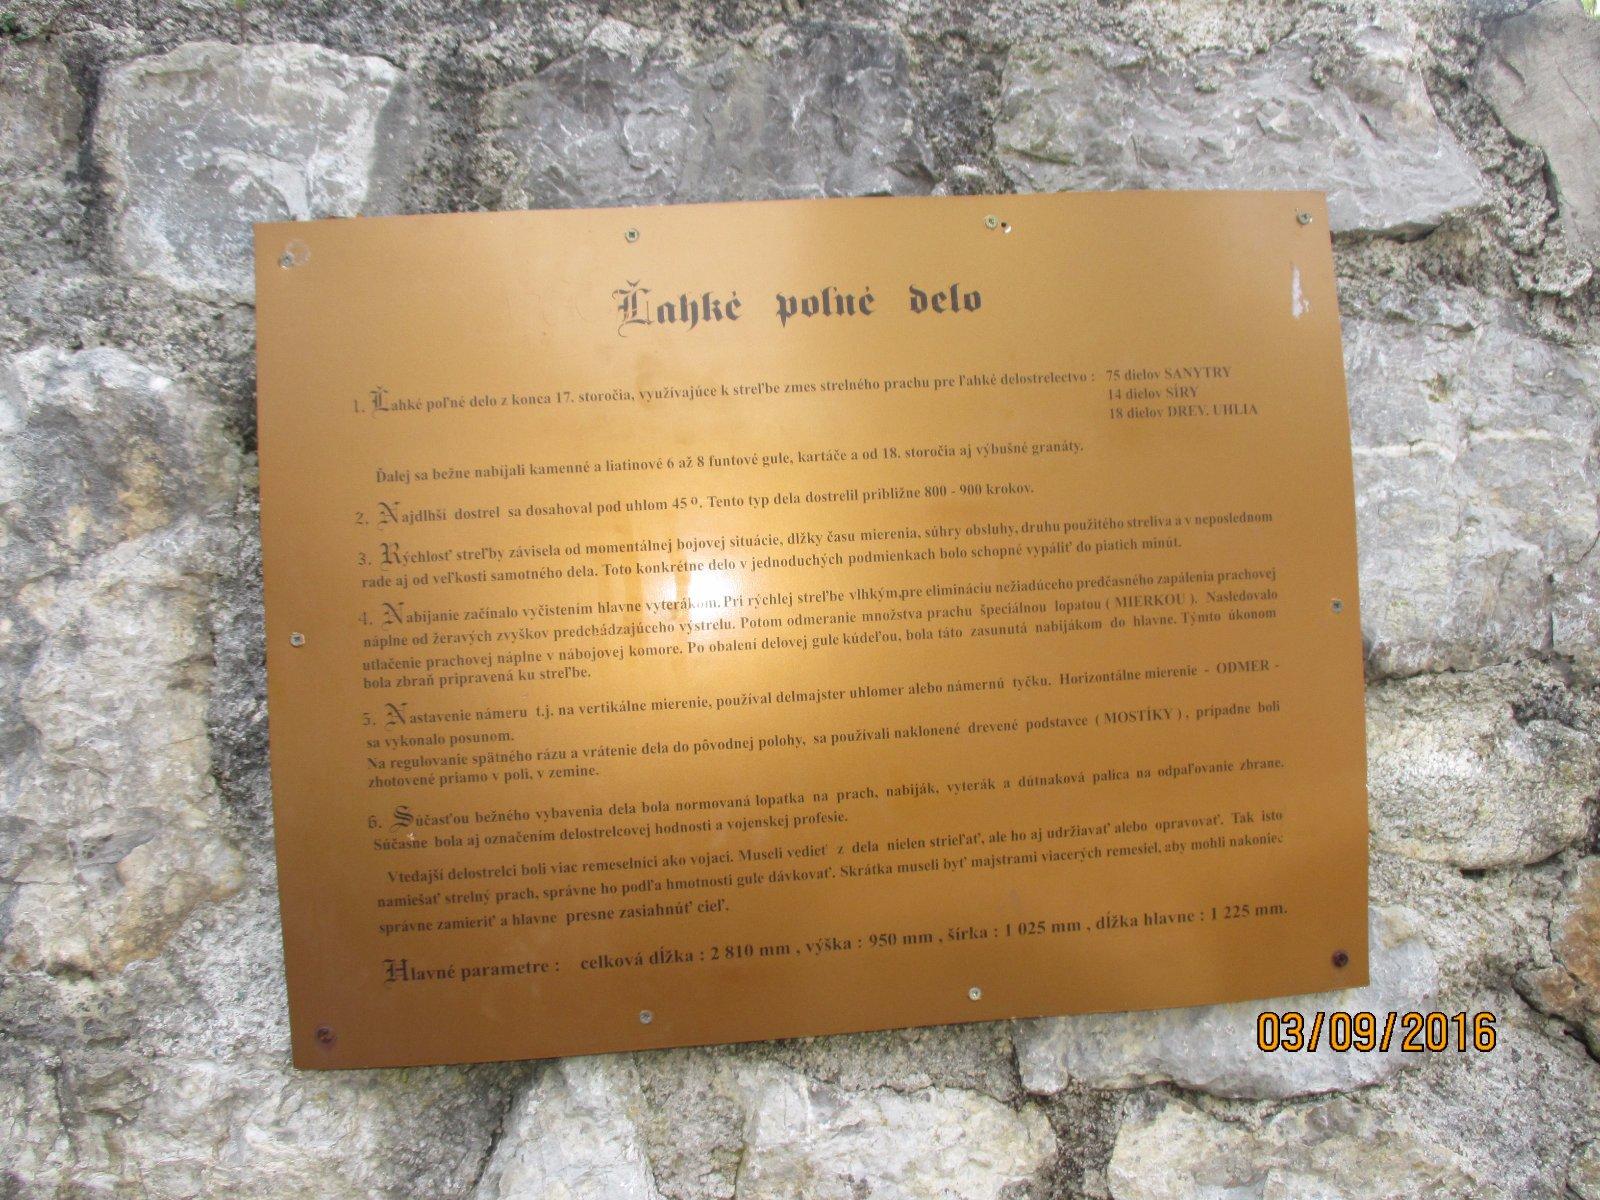 Ľahké poľné delo
1. Ľahké poľné delo z konca 17. storočia, využívajúce k streľbe zmes strelného prachu pre ľahké delostrelectvo : 75 dielov SANYTRY
14 dielov SÍRY
18 dielov DREV. UHLIA
Ďalej sa bežne nabíjali kamenné a liatinové 6 až 8 funtové gule, kartáče a od 18. storočia aj výbušné granáty.
2. Najdlhší dostrel sa dosahoval pod uhlom 45º. Tento typ dela dostrelil približne 800 - 900 krokov.
3. Rýchlosť streľby závisela od momentálnej bojovej situácie, dĺžky času mierenia, súhry obsluhy, druhu použitého streliva a v neposlednom
rade aj od veľkosti samotného dela. Toto konkrétne delo v jednoduchých podmienkach bolo schopné vypáliť do piatich minút.
4. Nabíjanie začínalo vyčistením hlavne vyterákom. Pri rýchlej streľbe vlhkým,pre elimináciu nežiadúceho predčasného zapálenia prachovej
náplne od žeravých zvyškov predchádzajúceho výstrelu. Potom odmeranie množstva prachu špeciálnou lopatou ( MIERKOU ). Nasledovalo
utlačenie prachovej náplne v nábojovej komore. Po obalení delovej gule kúdeľou, bola táto zasunutá nabijákom do hlavne. Týmto úkonom
bola zbraň pripravená ku streľbe.
5. Nastavenie námeru t.j. na vertikálne mierenie, používal delmajster uhlomer alebo námernú tyčku. Horizontálne mierenie - ODMER -
sa vykonalo posunom.
Na regulovanie spätného rázu a vrátenie dela do pôvodnej polohy, sa používali naklonené drevené podstavce ( MOSTÍKY ) , prípadne boli
zhotovené priamo v poli, v zemine.
6. Súčasťou bežného vybavenia dela bola normovaná lopatka na prach, nabiják, vyterák a dútnaková palica na odpaľovanie zbrane.
Súčasne bola aj označením delostrelcovej hodnosti a vojenskej profesie.
Vtedajší delostrelci boli viac remeselníci ako vojaci. Museli vedieť z dela nielen strieľať, ale ho aj udržiavať alebo opravovať. Tak isto
namiešať strelný prach, správne ho podľa hmotnosti gule dávkovať. Skrátka museli byť majstrami viacerých remesiel, aby mohli nakoniec
správne zamieriť a hlavne presne zasiahnúť cieľ.
Hlavné parametre : celková dĺžka : 2 810 mm , výška : 950 mm , šírka : 1 025 mm , dĺžka hlavne : 1 225 mm.
03/09/2016